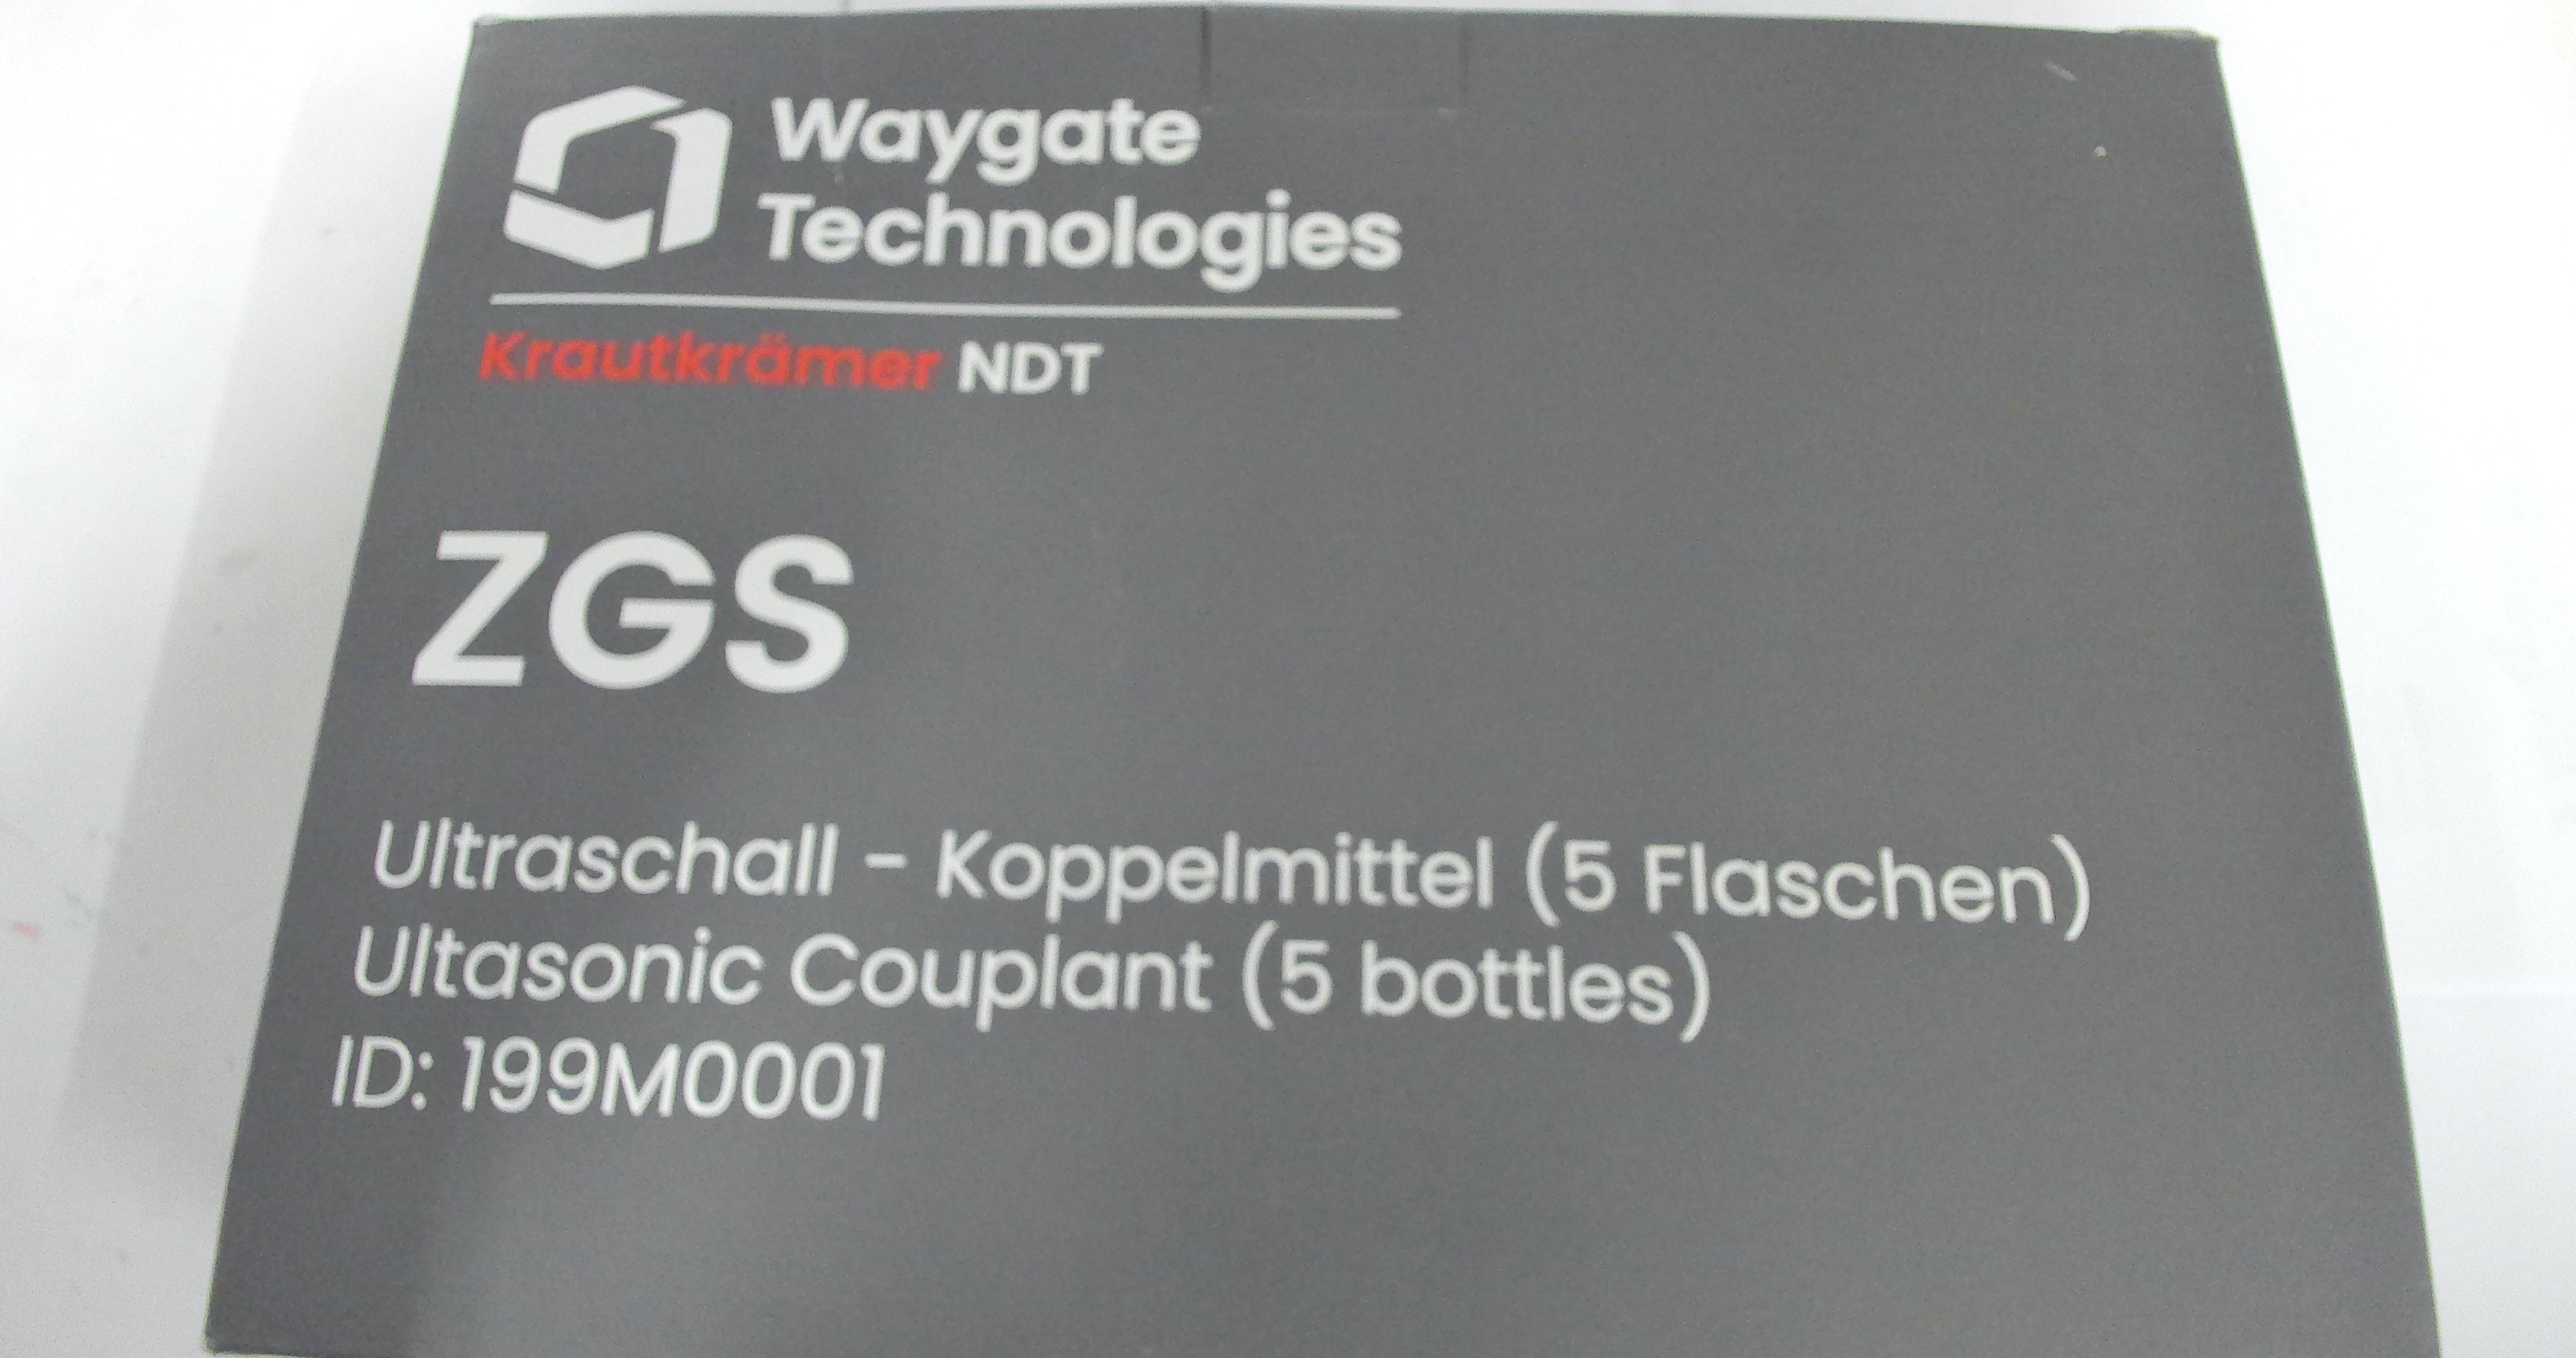 Waygate
Technologies
Krautkrämer NDT
ZGS
Ultraschall - Koppelmittel (5 Flaschen)
Ultasonic Couplant (5 bottles)
ID: 199M0001